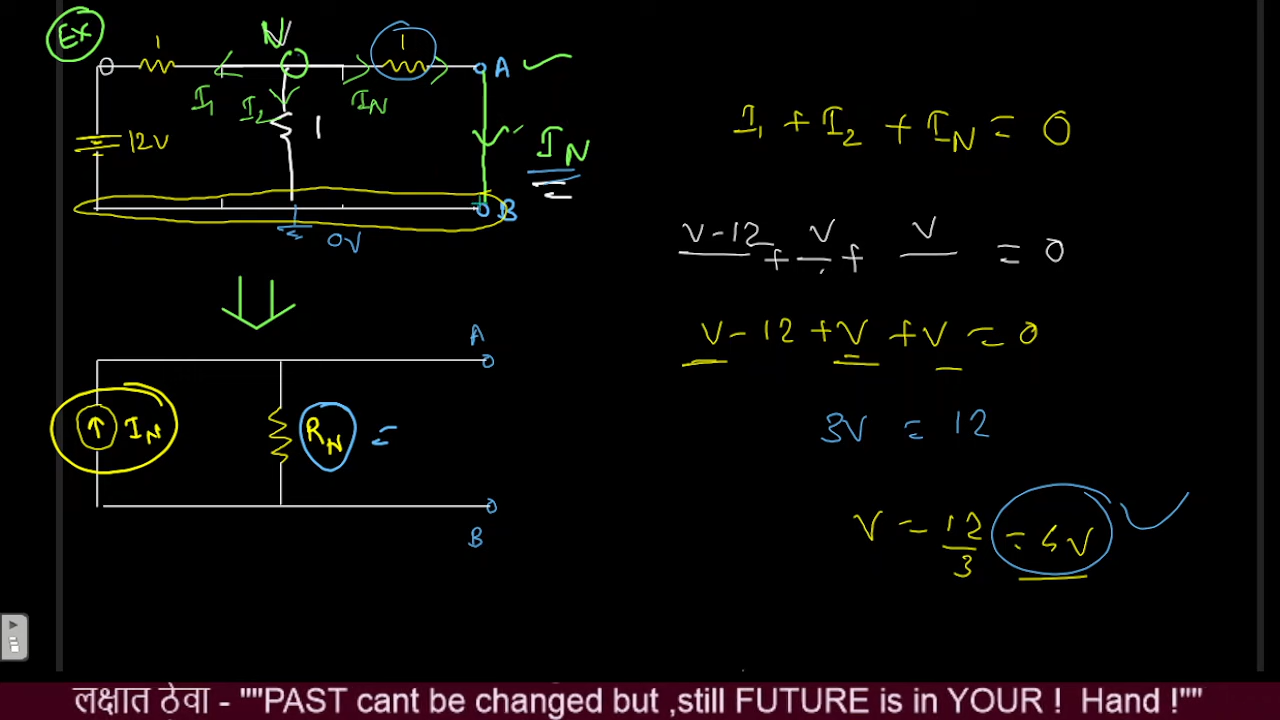 EX
1
N
1
A
I1
I2
IN
12V
1
IN
B
0V
A
IN
RN =
B
I1 + I2 + IN = 0
V-12 + V + V = 0
V - 12 + V + V = 0
3V = 12
V = 12/3 = 4V
लक्षात ठेवा - ""PAST cant be changed but ,still FUTURE is in YOUR ! Hand !""